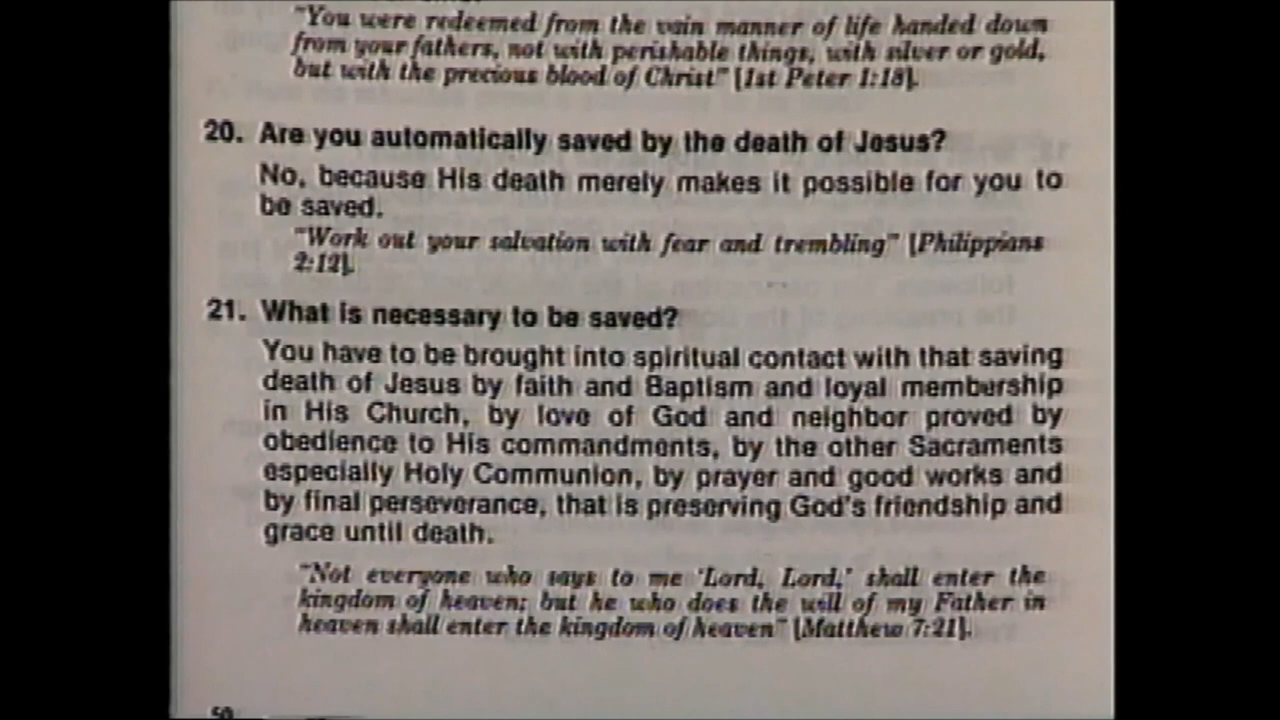 "You were redeemed from the vain manner of life handed down
from your fathers, not with perishable things, with silver or gold,
but with the precious blood of Christ" [1st Peter 1:18].
20. Are you automatically saved by the death of Jesus?
No, because His death merely makes it possible for you to
be saved.
"Work out your salvation with fear and trembling" [Philippians
2:12].
21. What is necessary to be saved?
You have to be brought into spiritual contact with that saving
death of Jesus by faith and Baptism and loyal membership
in His Church, by love of God and neighbor proved by
obedience to His commandments, by the other Sacraments
especially Holy Communion, by prayer and good works and
by final perseverance, that is preserving God's friendship and
grace until death.
"Not everyone who says to me 'Lord, Lord,' shall enter the
kingdom of heaven; but he who does the will of my Father in
heaven shall enter the kingdom of heaven" [Matthew 7:21].